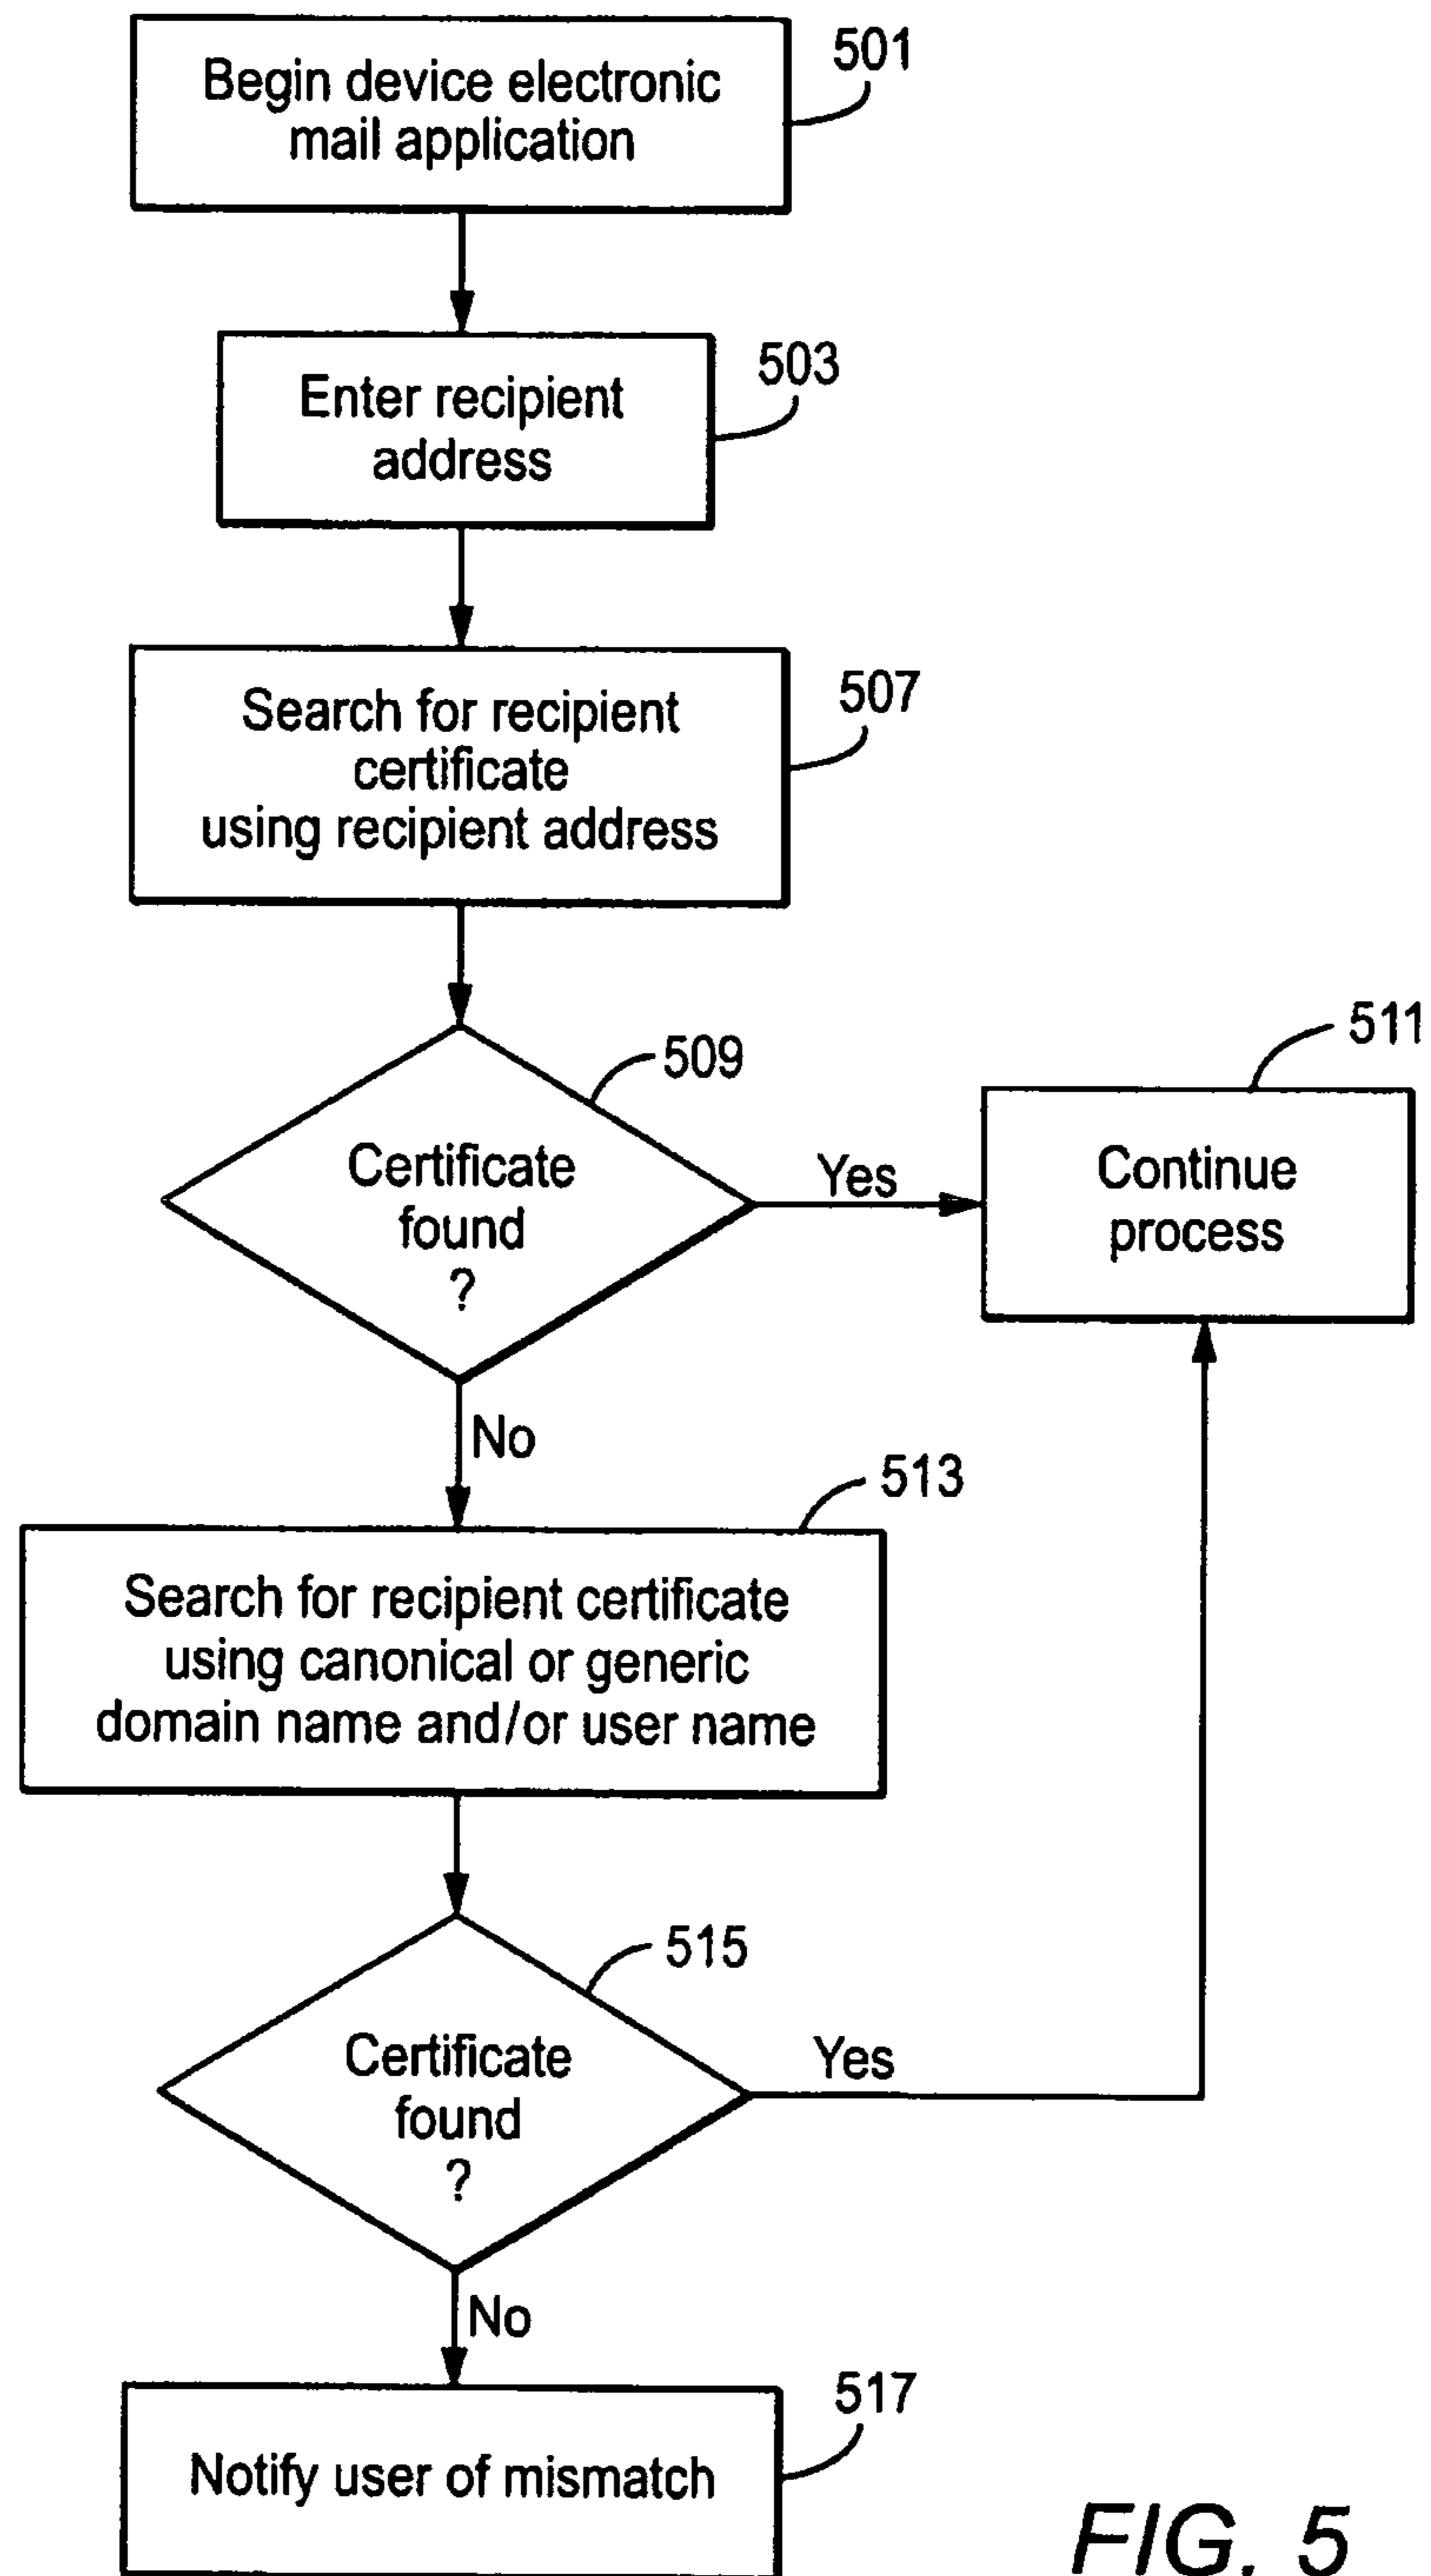 501
Begin device electronic
mail application
503
Enter recipient
address
507
Search for recipient
certificate
using recipient address
509
511
Certificate
found
?
Yes
Continue
process
No
513
Search for recipient certificate
using canonical or generic
domain name and/or user name
515
Certificate
found
?
Yes
No
517
Notify user of mismatch
FIG. 5